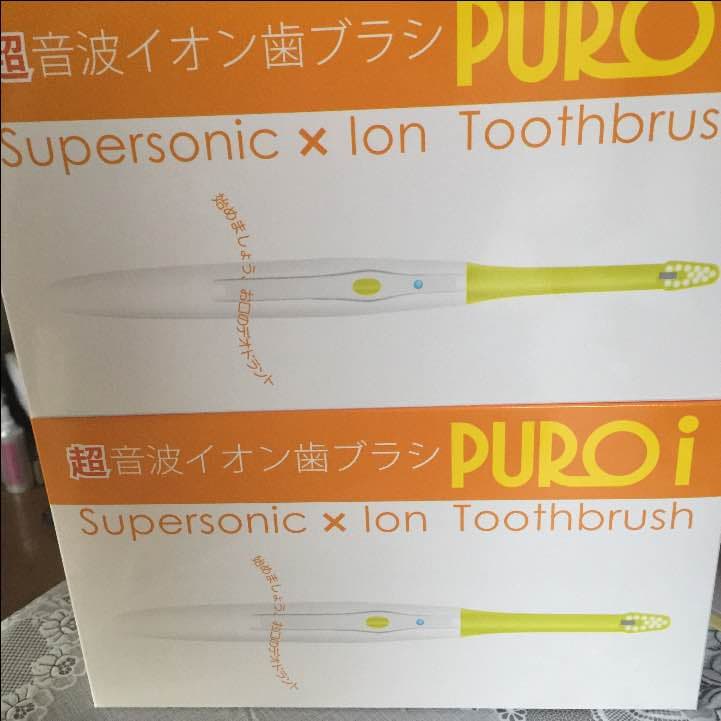 超音波イオン歯ブラシ PURO
Supersonic × Ion Toothbrus
始めましょう、お口のデオドラント
超音波イオン歯ブラシ PURO i
Supersonic × Ion Toothbrush
始めましょう、お口のデオドラント